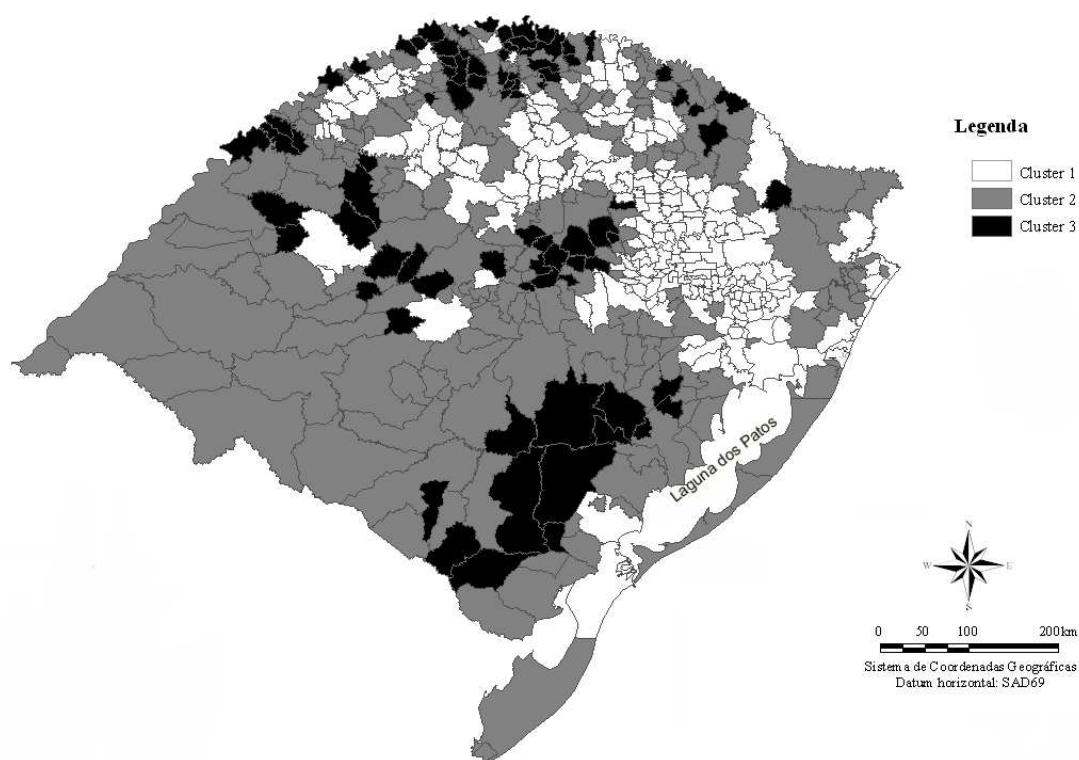 Legenda
Cluster 1
Cluster 2
Cluster 3
Laguna dos Patos
N
W E
S
0 50 100 200km
Sistema de Coordenadas Geográficas
Datum horizontal: SAD69